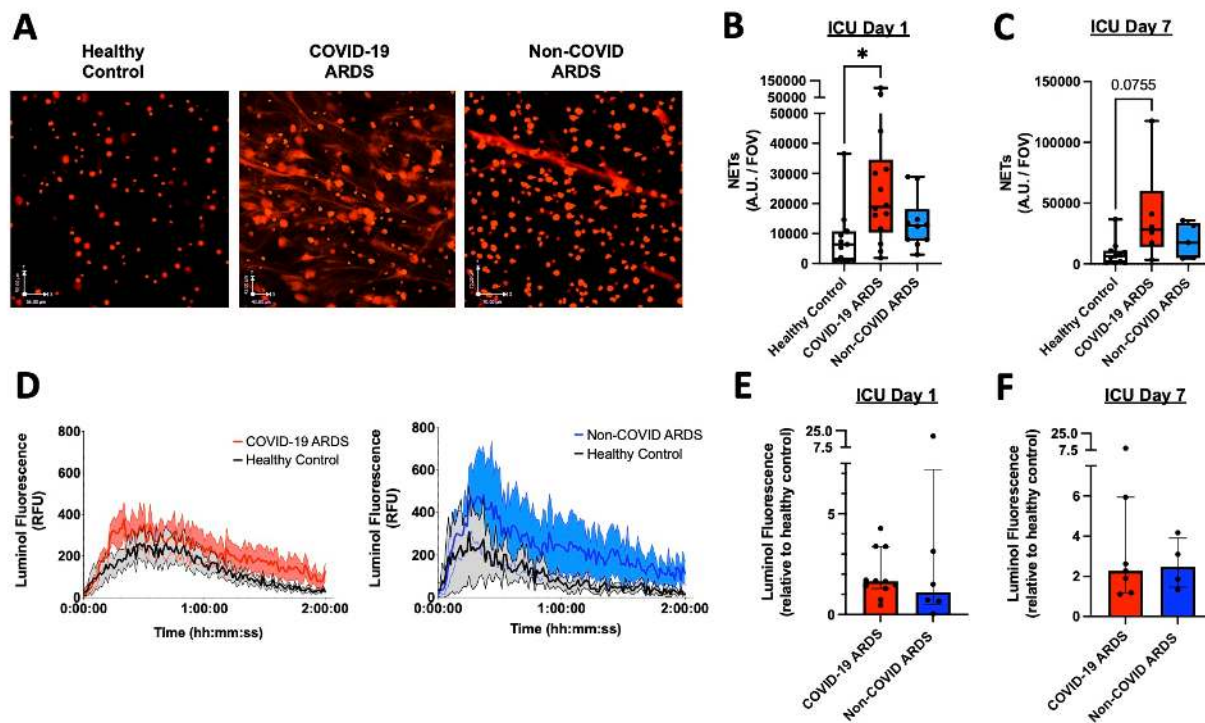 A
Healthy
Control
COVID-19
ARDS
Non-COVID
ARDS
B
ICU Day 1
NETs
(A.U. / FOV)
150000
50000
50000
40000
30000
20000
10000
0
*
Healthy Control
COVID-19 ARDS
Non-COVID ARDS
C
ICU Day 7
NETs
(A.U. / FOV)
150000
100000
50000
0
0.0755
Healthy Control
COVID-19 ARDS
Non-COVID ARDS
D
Luminol Fluorescence
(RFU)
800
600
400
200
0
COVID-19 ARDS
Healthy Control
0:00:00
1:00:00
2:00:00
Time (hh:mm:ss)
Luminol Fluorescence
(RFU)
800
600
400
200
0
Non-COVID ARDS
Healthy Control
0:00:00
1:00:00
2:00:00
Time (hh:mm:ss)
E
ICU Day 1
Luminol Fluorescence
(relative to healthy control)
25.0
7.5
6
4
2
0
COVID-19 ARDS
Non-COVID ARDS
F
ICU Day 7
Luminol Fluorescence
(relative to healthy control)
25.0
7.5
6
4
2
0
COVID-19 ARDS
Non-COVID ARDS